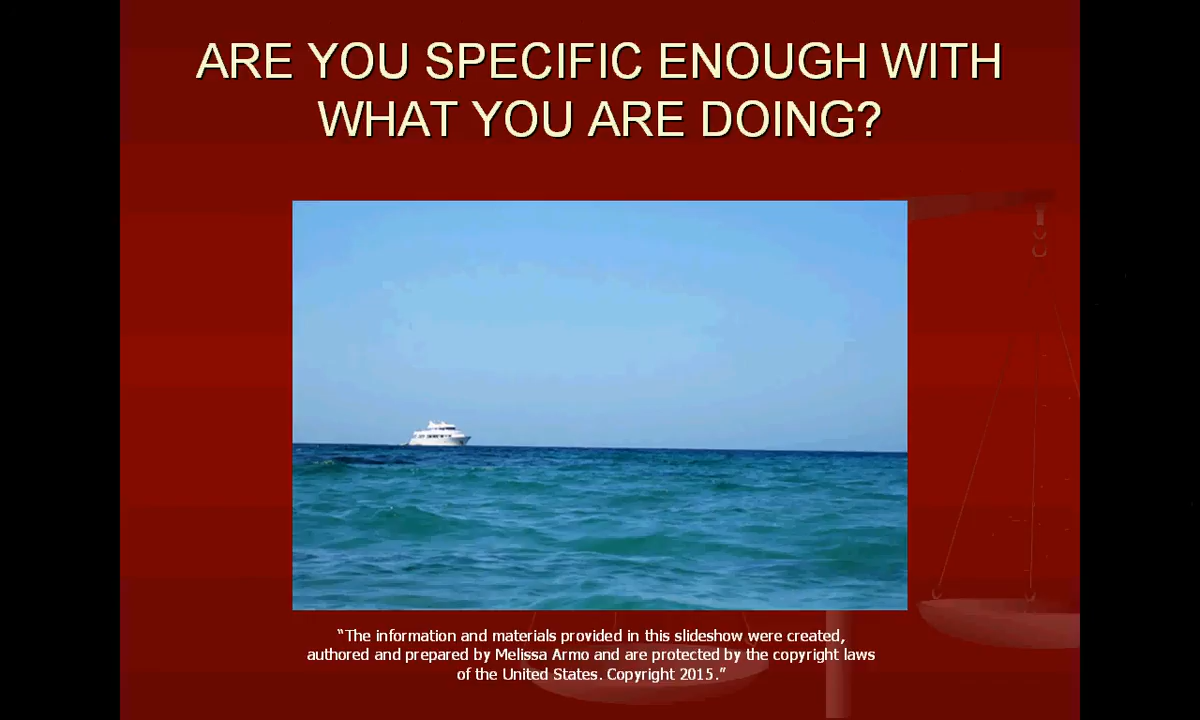 ARE YOU SPECIFIC ENOUGH WITH
WHAT YOU ARE DOING?
“The information and materials provided in this slideshow were created,
authored and prepared by Melissa Armo and are protected by the copyright laws
of the United States. Copyright 2015.”